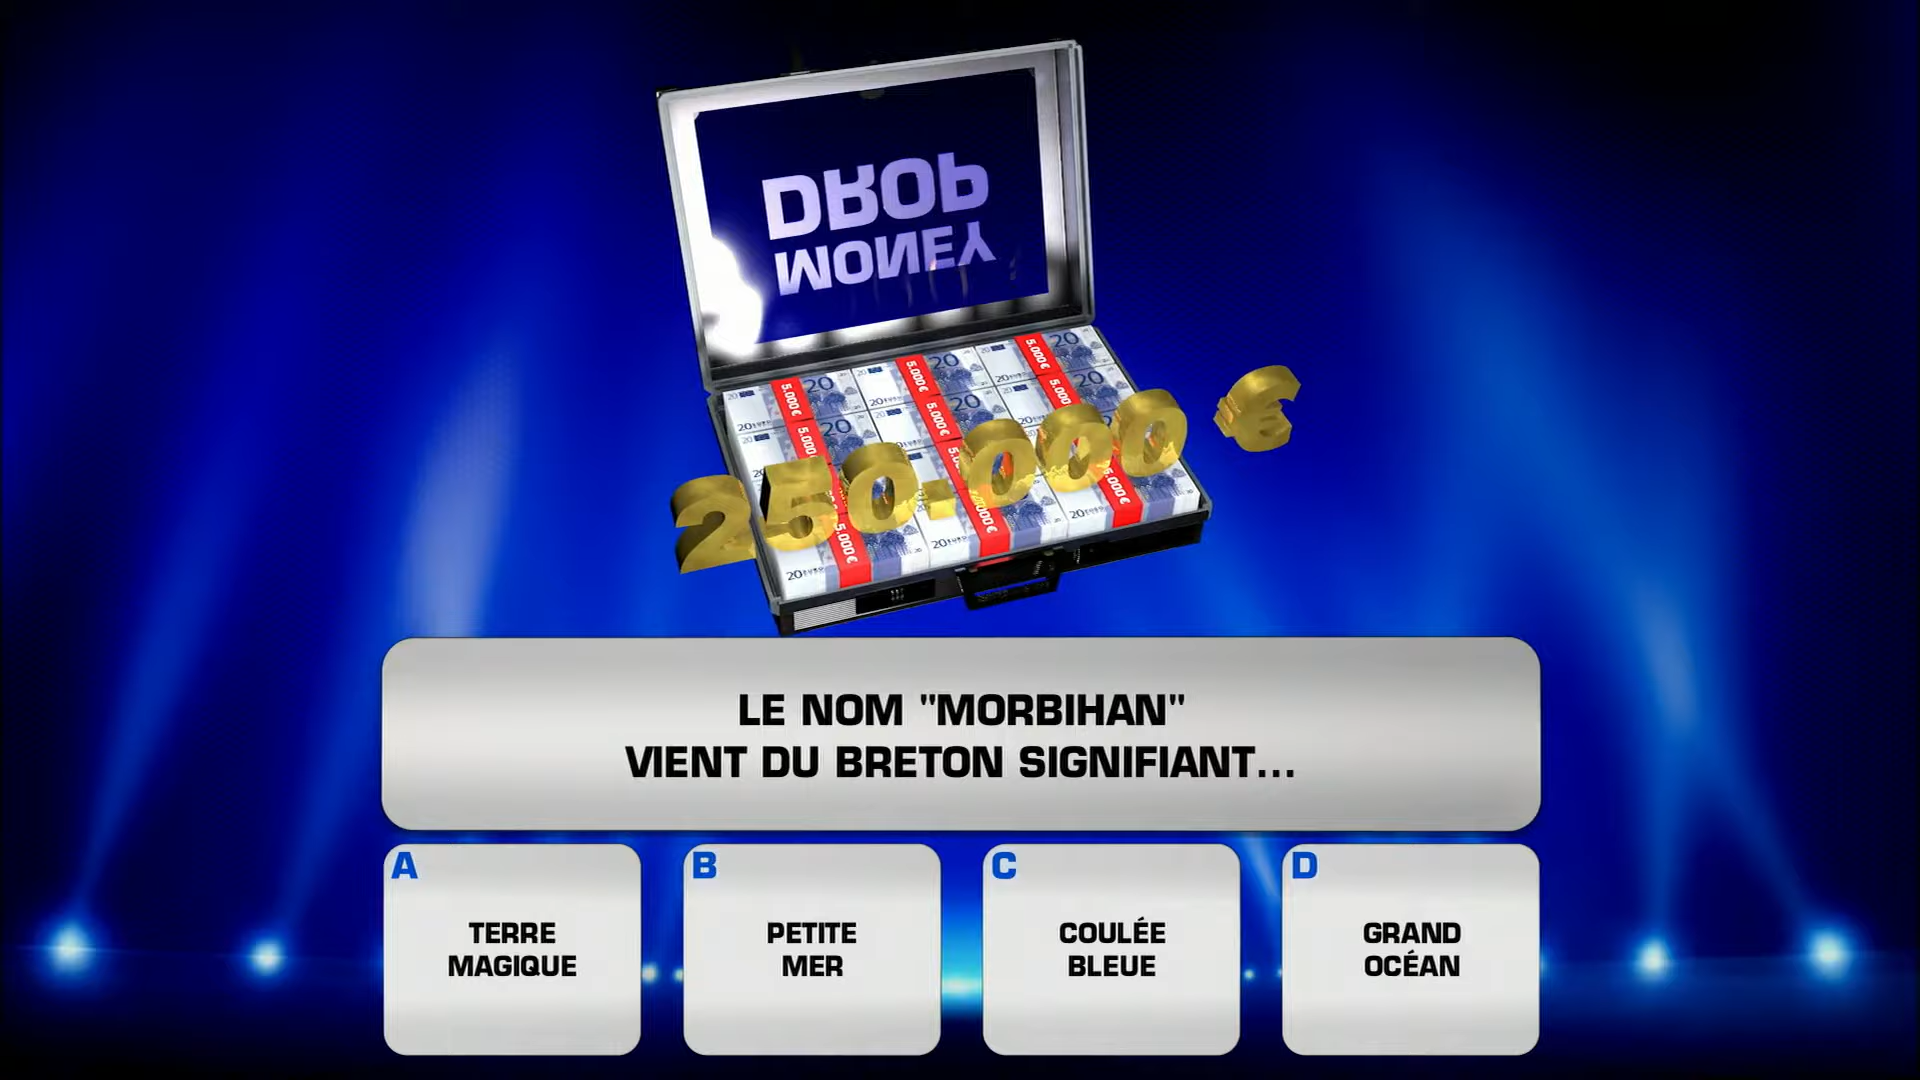 DROP
MONEY
250.000 €
LE NOM "MORBIHAN"
VIENT DU BRETON SIGNIFIANT...
A
TERRE
MAGIQUE
B
PETITE
MER
C
COULÉE
BLEUE
D
GRAND
OCÉAN